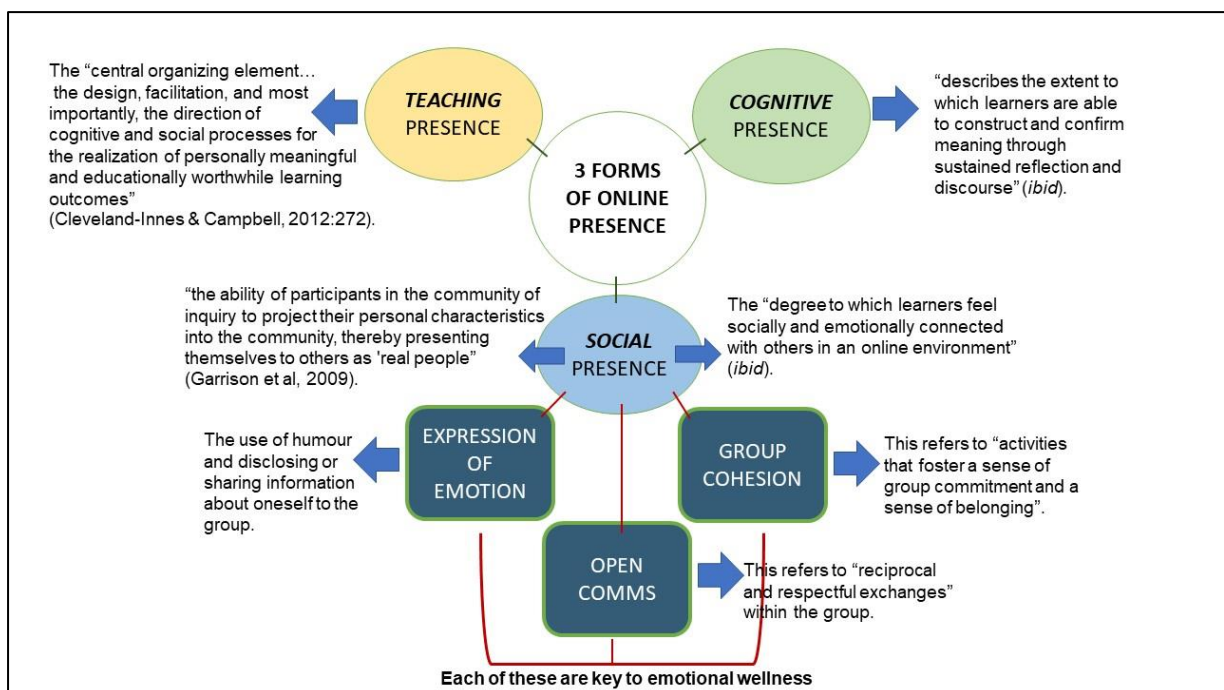 The “central organizing element…
the design, facilitation, and most
importantly, the direction of
cognitive and social processes for
the realization of personally meaningful
and educationally worthwhile learning
outcomes”
(Cleveland-Innes & Campbell, 2012:272).
TEACHING
PRESENCE
COGNITIVE
PRESENCE
“describes the extent to
which learners are able
to construct and confirm
meaning through
sustained reflection and
discourse” (ibid).
3 FORMS
OF ONLINE
PRESENCE
“the ability of participants in the community of
inquiry to project their personal characteristics
into the community, thereby presenting
themselves to others as 'real people”
(Garrison et al, 2009).
SOCIAL
PRESENCE
The “degree to which learners feel
socially and emotionally connected
with others in an online environment”
(ibid).
The use of humour
and disclosing or
sharing information
about oneself to the
group.
EXPRESSION
OF
EMOTION
GROUP
COHESION
This refers to “activities
that foster a sense of
group commitment and a
sense of belonging”.
OPEN
COMMS
This refers to “reciprocal
and respectful exchanges”
within the group.
Each of these are key to emotional wellness